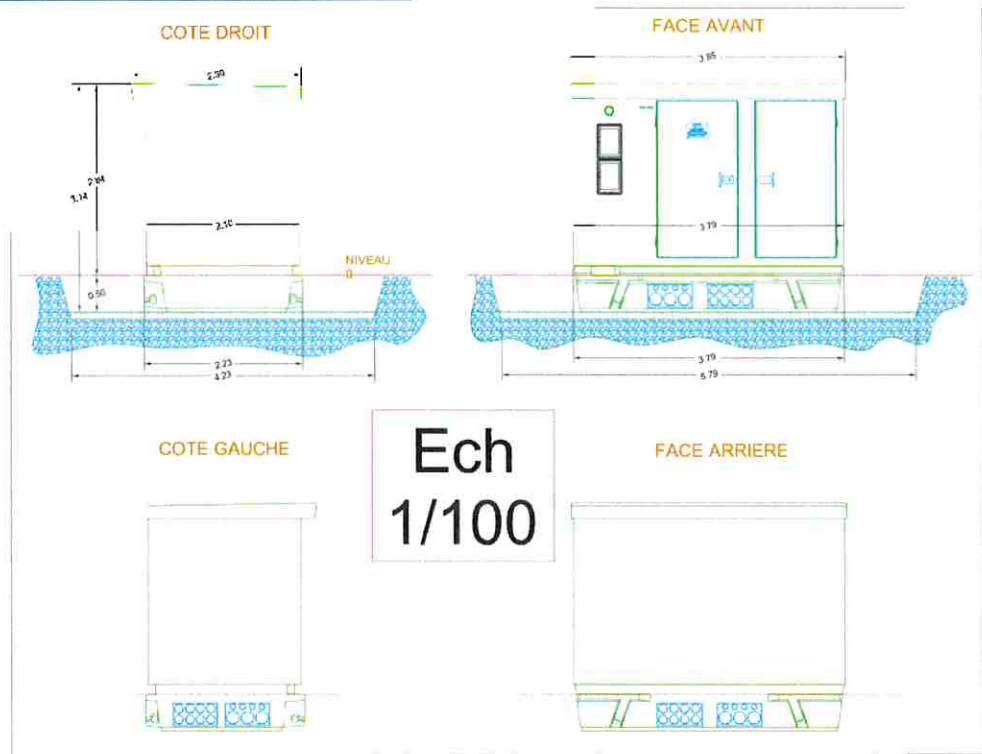 COTE DROIT
FACE AVANT
2.30
3.85
2.64
3.14
2.10
3.79
NIVEAU
0
0.50
2.23
4.23
3.79
5.79
COTE GAUCHE
FACE ARRIERE
Ech
1/100